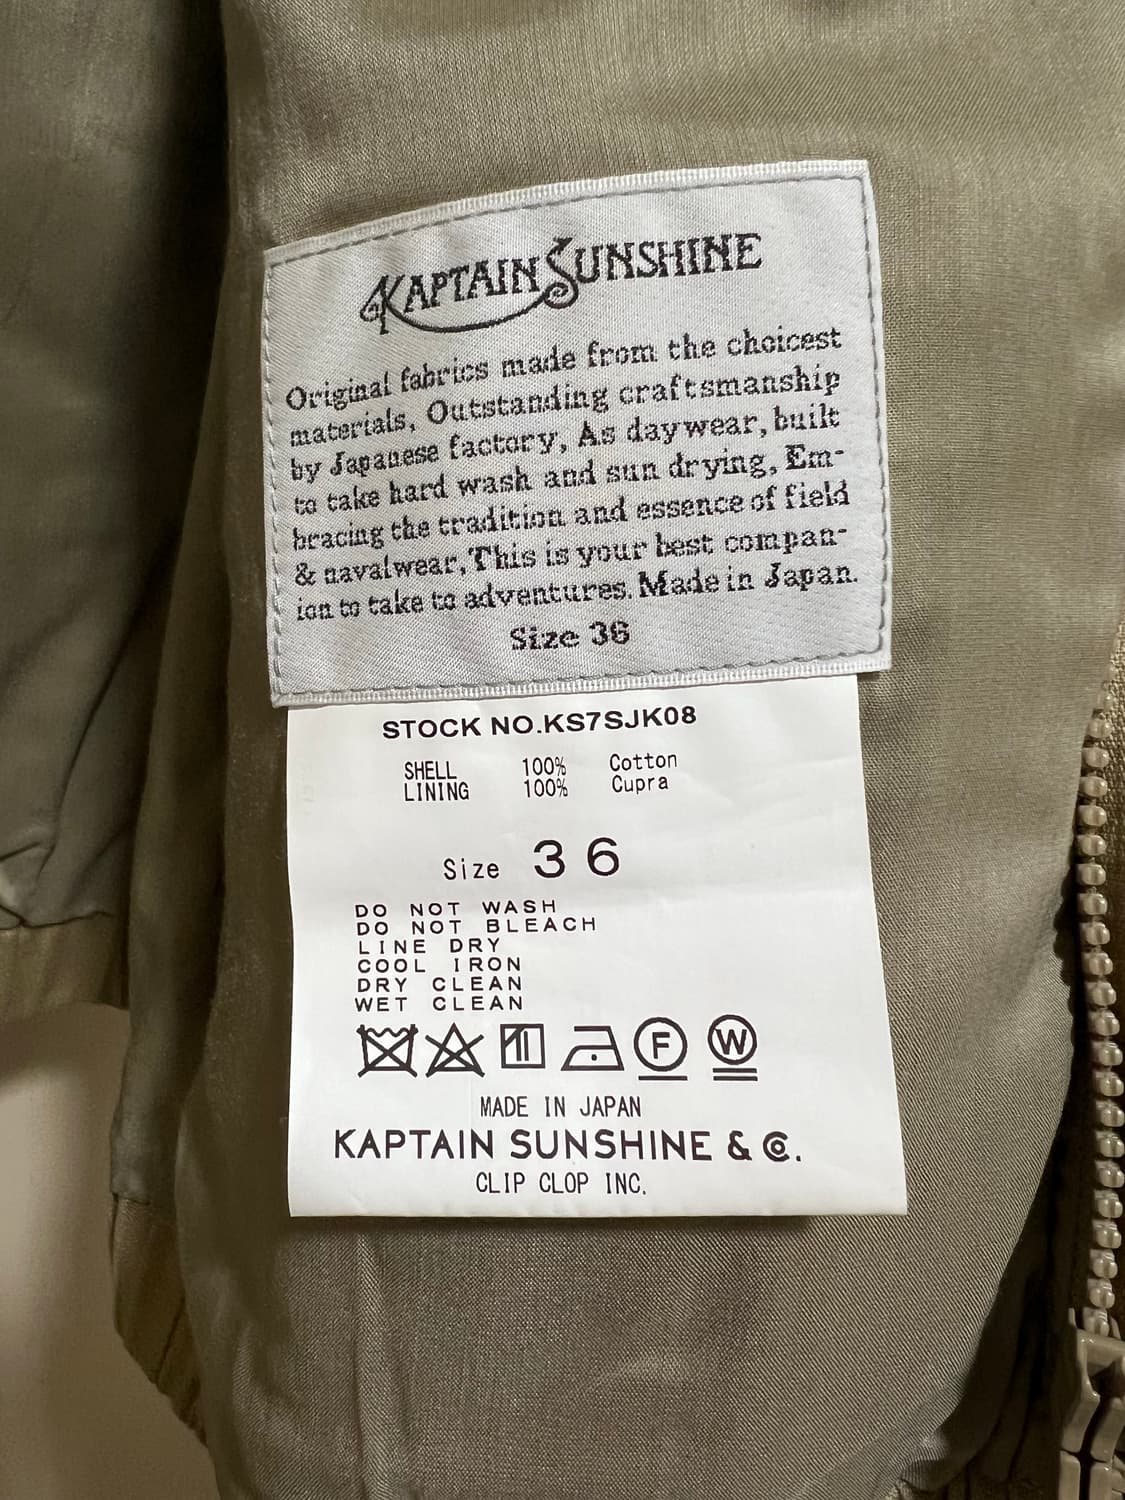 KAPTAIN SUNSHINE
Original fabrics made from the choicest
materials, Outstanding craftsmanship
by Japanese factory, As daywear, built
to take hard wash and sun drying, Em-
bracing the tradition and essence of field
& navalwear, This is your best compan-
ion to take to adventures. Made in Japan.
Size 36
STOCK NO.KS7SJK08
SHELL 100% Cotton
LINING 100% Cupra
Size 36
DO NOT WASH
DO NOT BLEACH
LINE DRY
COOL IRON
DRY CLEAN
WET CLEAN
F W
MADE IN JAPAN
KAPTAIN SUNSHINE & Co.
CLIP CLOP INC.